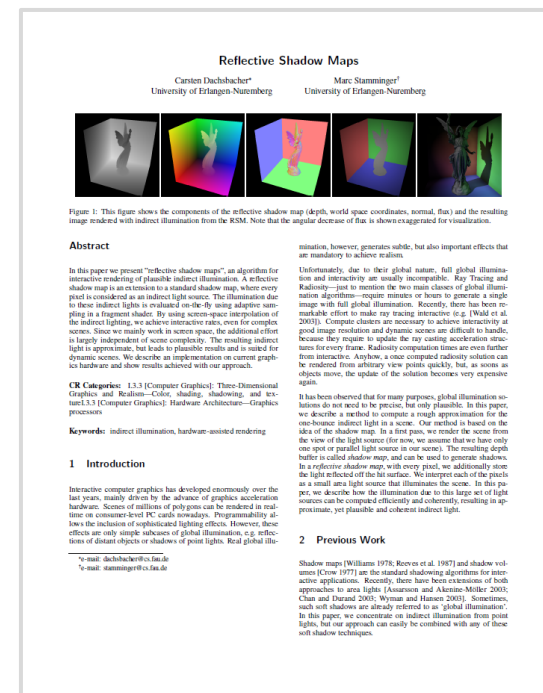 Reflective Shadow Maps
Carsten Dachsbacher*
University of Erlangen-Nuremberg
Marc Stamminger†
University of Erlangen-Nuremberg
Figure 1: This figure shows the components of the reflective shadow map (depth, world space coordinates, normal, flux) and the resulting
image rendered with indirect illumination from the RSM. Note that the angular decrease of flux is shown exaggerated for visualization.
Abstract
In this paper we present "reflective shadow maps", an algorithm for
interactive rendering of plausible indirect illumination. A reflective
shadow map is an extension to a standard shadow map, where every
pixel is considered as an indirect light source. The illumination due
to these indirect lights is evaluated on-the-fly using adaptive sam-
pling in a fragment shader. By using screen-space interpolation of
the indirect lighting, we achieve interactive rates, even for complex
scenes. Since we mainly work in screen space, the additional effort
is largely independent of scene complexity. The resulting indirect
light is approximate, but leads to plausible results and is suited for
dynamic scenes. We describe an implementation on current graph-
ics hardware and show results achieved with our approach.
CR Categories: I.3.3 [Computer Graphics]: Three-Dimensional
Graphics and Realism—Color, shading, shadowing, and tex-
tureI.3.3 [Computer Graphics]: Hardware Architecture—Graphics
processors
Keywords: indirect illumination, hardware-assisted rendering
1 Introduction
Interactive computer graphics has developed enormously over the
last years, mainly driven by the advance of graphics acceleration
hardware. Scenes of millions of polygons can be rendered in real-
time on consumer-level PC cards nowadays. Programmability al-
lows the inclusion of sophisticated lighting effects. However, these
effects are only simple subcases of global illumination, e.g. reflec-
tions of distant objects or shadows of point lights. Real global illu-
*e-mail: dachsbacher@cs.fau.de
†e-mail: stamminger@cs.fau.de
mination, however, generates subtle, but also important effects that
are mandatory to achieve realism.
Unfortunately, due to their global nature, full global illumina-
tion and interactivity are usually incompatible. Ray Tracing and
Radiosity—just to mention the two main classes of global illumi-
nation algorithms—require minutes or hours to generate a single
image with full global illumination. Recently, there has been re-
markable effort to make ray tracing interactive (e.g. [Wald et al.
2003]). Compute clusters are necessary to achieve interactivity at
good image resolution and dynamic scenes are difficult to handle,
because they require to update the ray casting acceleration struc-
tures for every frame. Radiosity computation times are even further
from interactive. Anyhow, a once computed radiosity solution can
be rendered from arbitrary view points quickly, but, as soon as
objects move, the update of the solution becomes very expensive
again.
It has been observed that for many purposes, global illumination so-
lutions do not need to be precise, but only plausible. In this paper,
we describe a method to compute a rough approximation for the
one-bounce indirect light in a scene. Our method is based on the
idea of the shadow map. In a first pass, we render the scene from
the view of the light source (for now, we assume that we have only
one spot or parallel light source in our scene). The resulting depth
buffer is called shadow map, and can be used to generate shadows.
In a reflective shadow map, with every pixel, we additionally store
the light reflected off the hit surface. We interpret each of the pixels
as a small area light source that illuminates the scene. In this pa-
per, we describe how the illumination due to this large set of light
sources can be computed efficiently and coherently, resulting in ap-
proximate, yet plausible and coherent indirect light.
2 Previous Work
Shadow maps [Williams 1978; Reeves et al. 1987] and shadow vol-
umes [Crow 1977] are the standard shadowing algorithms for inter-
active applications. Recently, there have been extensions of both
approaches to area lights [Assarsson and Akenine-Möller 2003;
Chan and Durand 2003; Wyman and Hansen 2003]. Sometimes,
such soft shadows are already referred to as 'global illumination'.
In this paper, we concentrate on indirect illumination from point
lights, but our approach can easily be combined with any of these
soft shadow techniques.